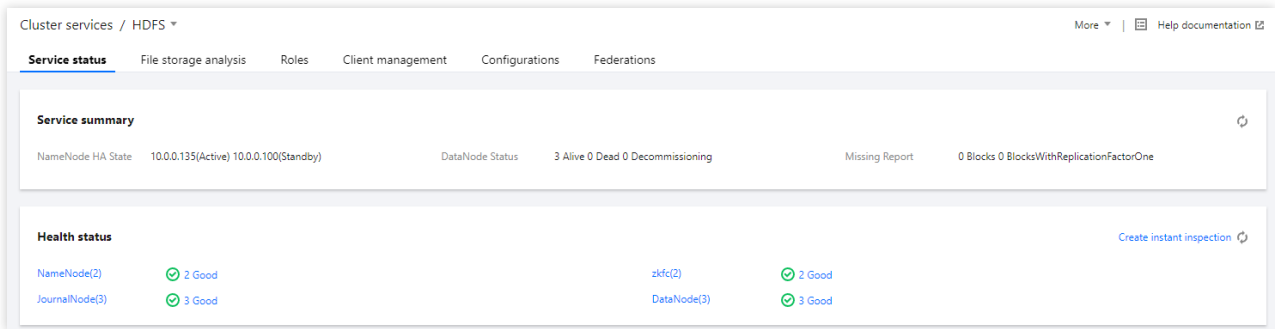 Cluster services / HDFS
More | Help documentation
Service status File storage analysis Roles Client management Configurations Federations
Service summary
NameNode HA State 10.0.0.135(Active) 10.0.0.100(Standby) DataNode Status 3 Alive 0 Dead 0 Decommissioning Missing Report 0 Blocks 0 BlocksWithReplicationFactorOne
Health status
Create instant inspection
NameNode(2) 2 Good zkfc(2) 2 Good
JournalNode(3) 3 Good DataNode(3) 3 Good